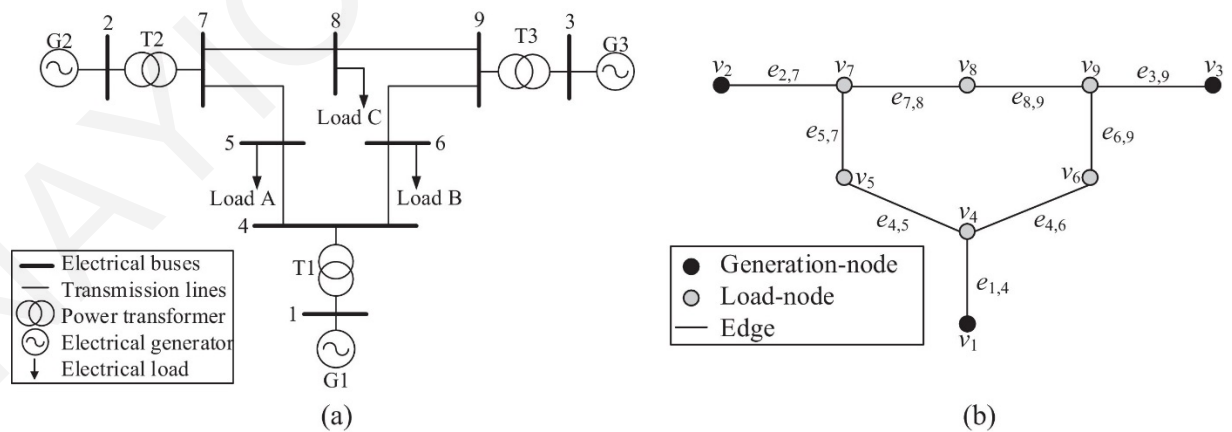 2
7
8
9
3
G2
T2
T3
G3
Load C
5
6
Load A
Load B
4
T1
1
G1
Electrical buses
Transmission lines
Power transformer
Electrical generator
Electrical load
(a)
v2
e2,7
v7
e7,8
v8
e8,9
v9
e3,9
v3
e5,7
e6,9
v5
v6
e4,5
v4
e4,6
e1,4
v1
Generation-node
Load-node
Edge
(b)